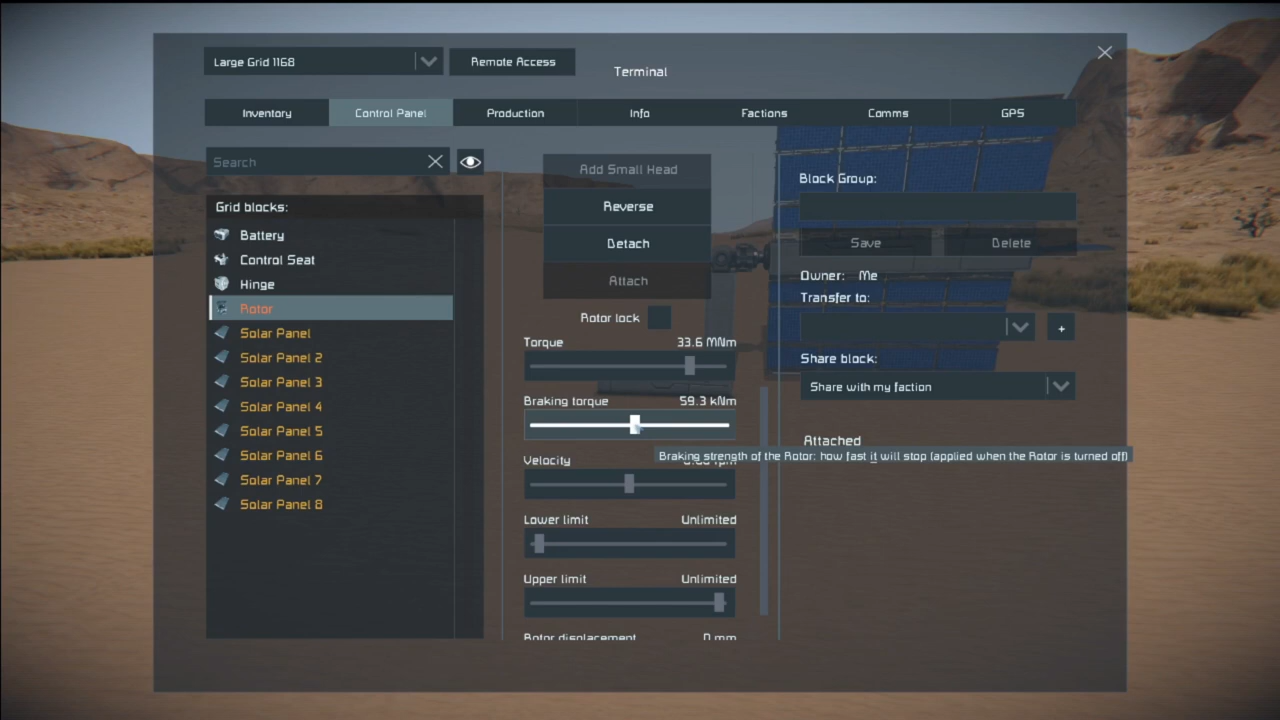 Large Grid 1168
Remote Access
Terminal
Inventory
Control Panel
Production
Info
Factions
Comms
GPS
Search
Grid blocks:
Battery
Control Seat
Hinge
Rotor
Solar Panel
Solar Panel 2
Solar Panel 3
Solar Panel 4
Solar Panel 5
Solar Panel 6
Solar Panel 7
Solar Panel 8
Add Small Head
Reverse
Detach
Attach
Rotor lock
Torque 33.6 MNm
Braking torque 59.3 kNm
Velocity
Lower limit Unlimited
Upper limit Unlimited
Rotor displacement 0 mm
Block Group:
Save
Delete
Owner: Me
Transfer to:
+
Share block:
Share with my faction
Attached
Braking strength of the Rotor: how fast it will stop (applied when the Rotor is turned off)